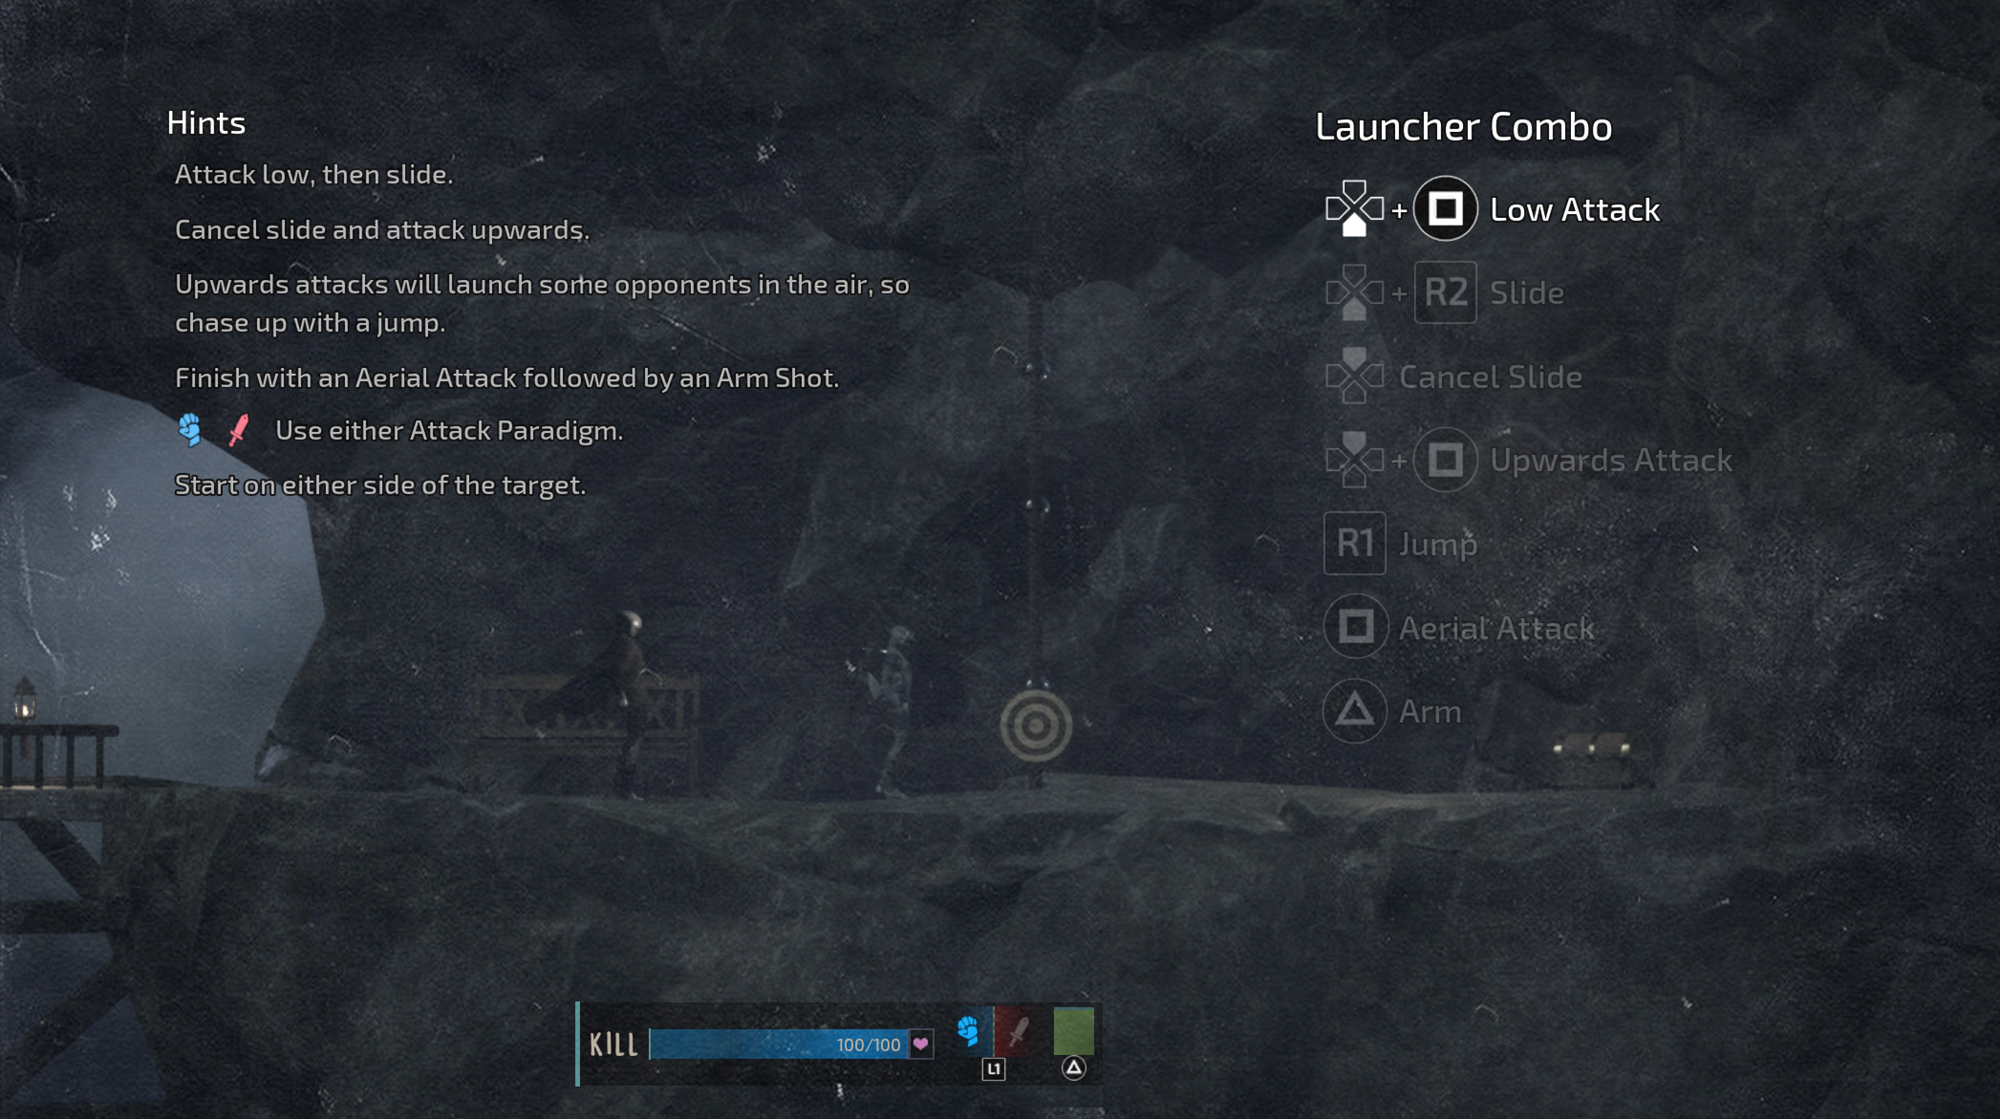 Hints
Attack low, then slide.
Cancel slide and attack upwards.
Upwards attacks will launch some opponents in the air, so
chase up with a jump.
Finish with an Aerial Attack followed by an Arm Shot.
Use either Attack Paradigm.
Start on either side of the target.
Launcher Combo
+ Low Attack
+ R2 Slide
Cancel Slide
+ Upwards Attack
R1 Jump
Aerial Attack
Arm
KILL 100/100
L1